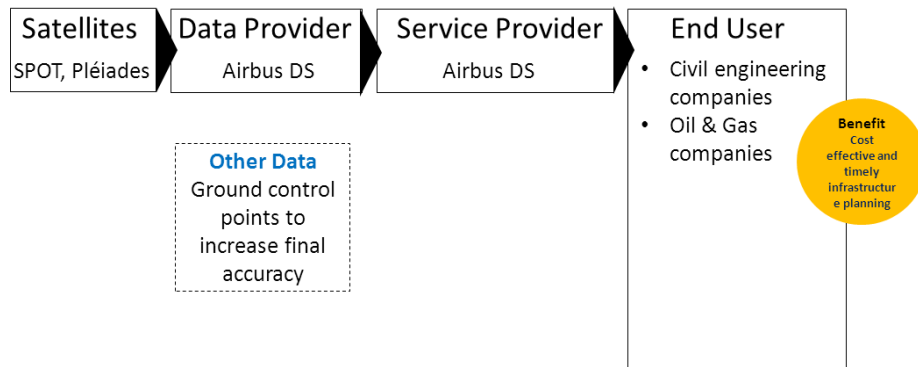 Satellites
SPOT, Pléiades
Data Provider
Airbus DS
Service Provider
Airbus DS
End User
• Civil engineering
companies
• Oil & Gas
companies
Benefit
Cost
effective and
timely
infrastructur
e planning
Other Data
Ground control
points to
increase final
accuracy